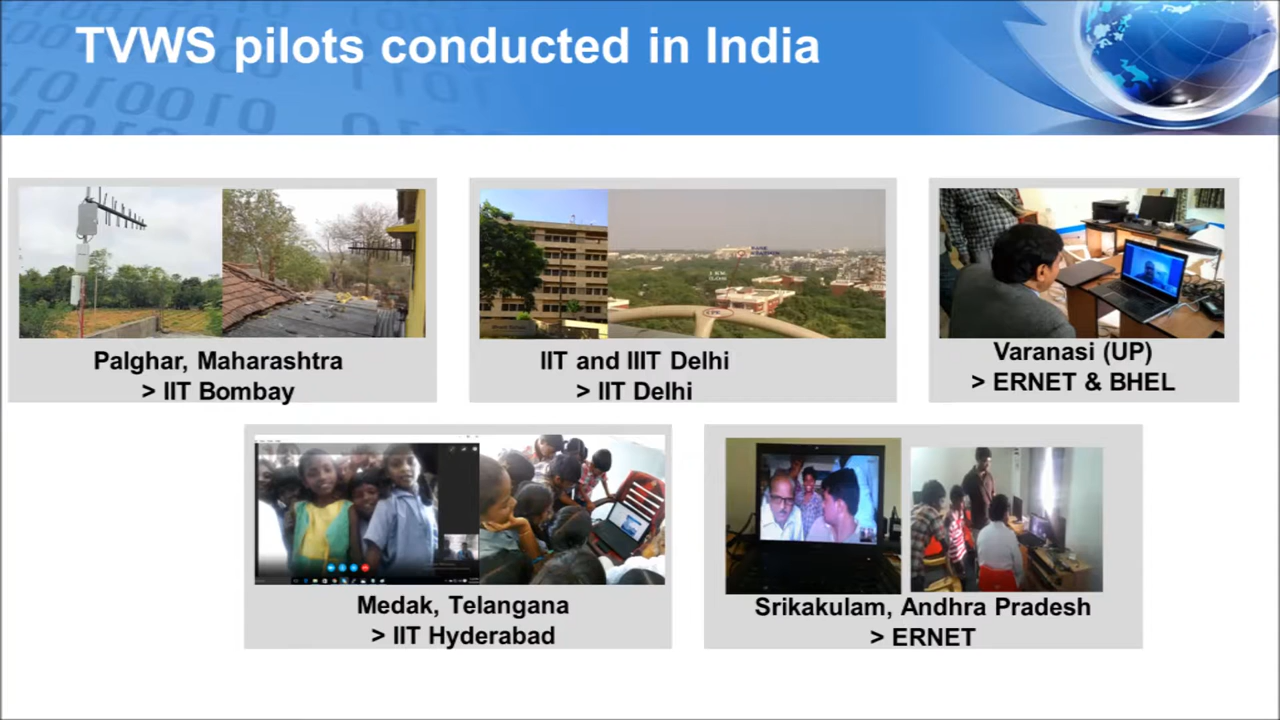 TVWS pilots conducted in India
Palghar, Maharashtra
> IIT Bombay
IIT and IIIT Delhi
> IIT Delhi
Varanasi (UP)
> ERNET & BHEL
Medak, Telangana
> IIT Hyderabad
Srikakulam, Andhra Pradesh
> ERNET